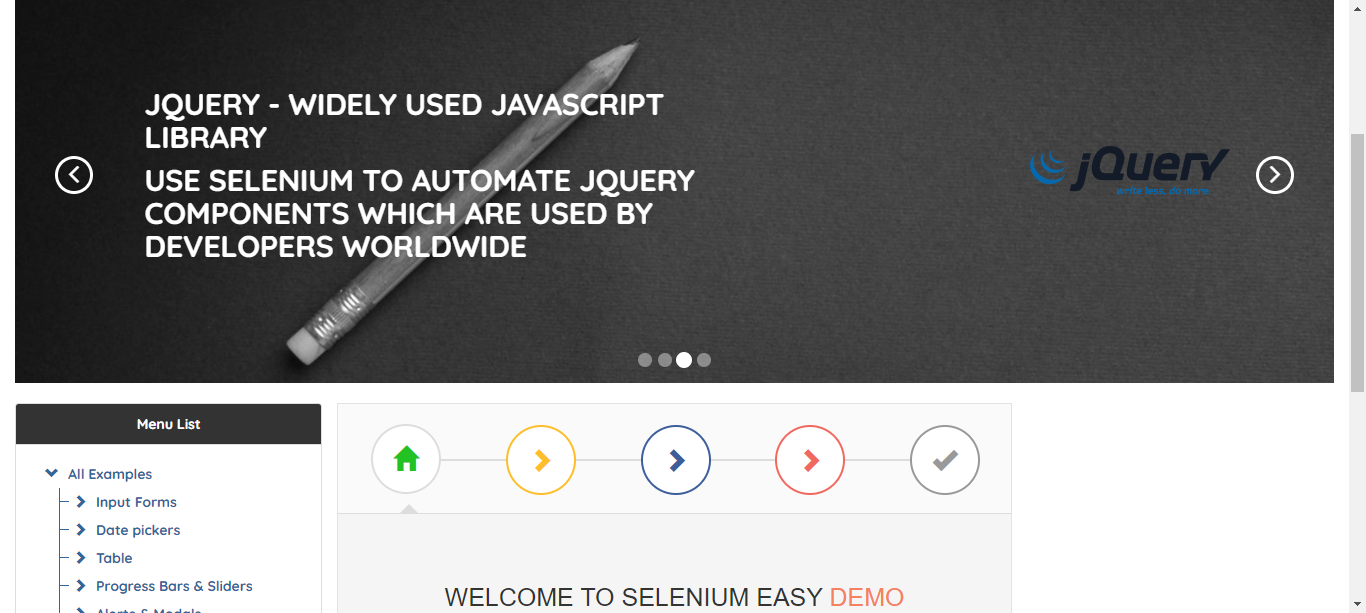 JQUERY - WIDELY USED JAVASCRIPT
LIBRARY
USE SELENIUM TO AUTOMATE JQUERY
COMPONENTS WHICH ARE USED BY
DEVELOPERS WORLDWIDE
jQuery
write less, do more.
Menu List
All Examples
Input Forms
Date pickers
Table
Progress Bars & Sliders
Alerts & Modals
WELCOME TO SELENIUM EASY DEMO